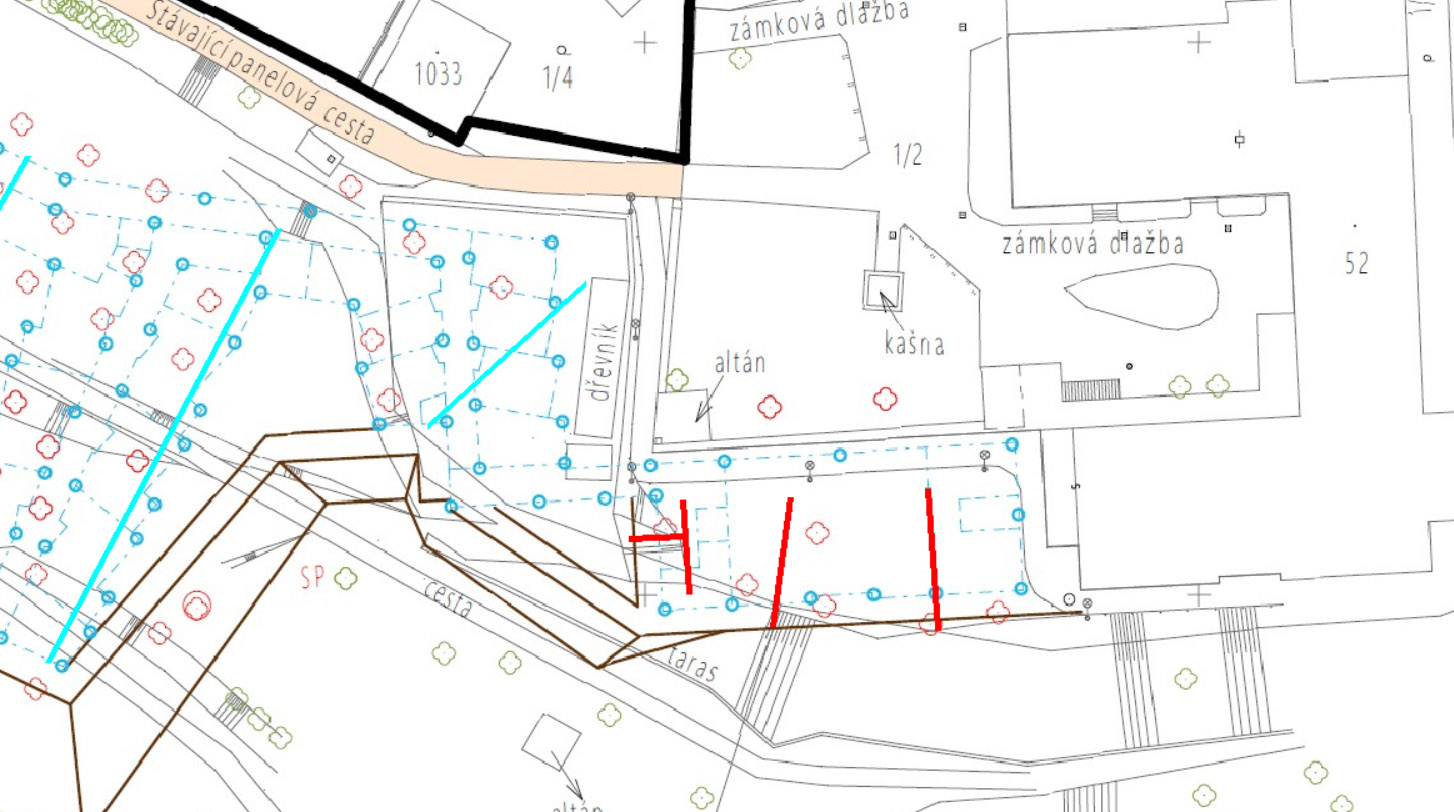 zámková dlažba
Stávající panelová cesta
1033
1/4
1/2
zámková dlažba
52
kašna
dřevník
altán
SP
cesta
taras
altán